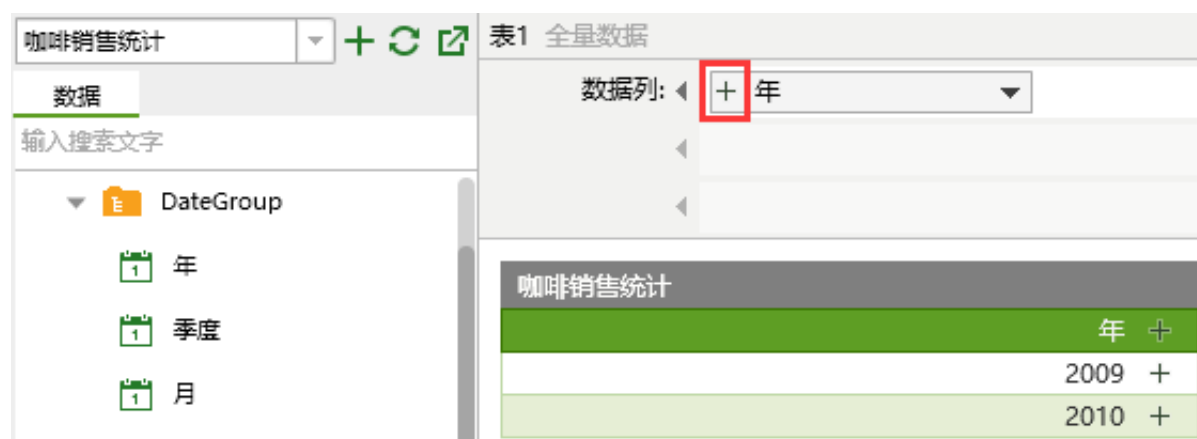 咖啡销售统计
数据
输入搜索文字
DateGroup
年
季度
月
表1 全量数据
数据列: 年
咖啡销售统计
年
2009
2010